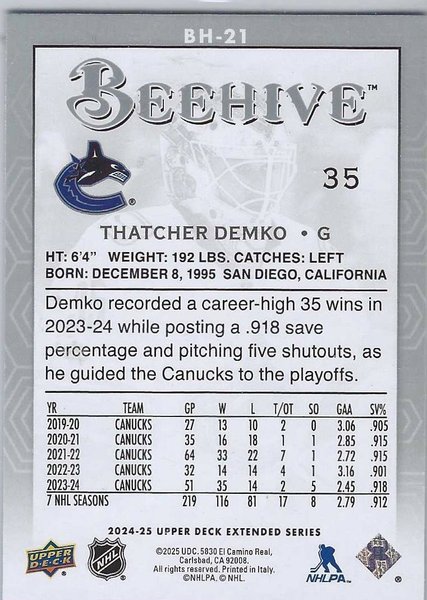 BH-21
BEEHIVE™
35
THATCHER DEMKO • G
HT: 6'4" WEIGHT: 192 LBS. CATCHES: LEFT
BORN: DECEMBER 8, 1995 SAN DIEGO, CALIFORNIA
Demko recorded a career-high 35 wins in
2023-24 while posting a .918 save
percentage and pitching five shutouts, as
he guided the Canucks to the playoffs.
YR TEAM GP W L T/OT SO GAA SV%
2019-20 CANUCKS 27 13 10 2 0 3.06 .905
2020-21 CANUCKS 35 16 18 1 1 2.85 .915
2021-22 CANUCKS 64 33 22 7 1 2.72 .915
2022-23 CANUCKS 32 14 14 4 1 3.16 .901
2023-24 CANUCKS 51 35 14 2 5 2.45 .918
7 NHL SEASONS 219 116 81 17 8 2.79 .912
2024-25 UPPER DECK EXTENDED SERIES
UPPER DECK
NHL
©2025 UDC. 5830 El Camino Real,
Carlsbad, CA 92008.
All rights reserved. Printed in Italy.
©NHLPA. © NHL.
NHLPA